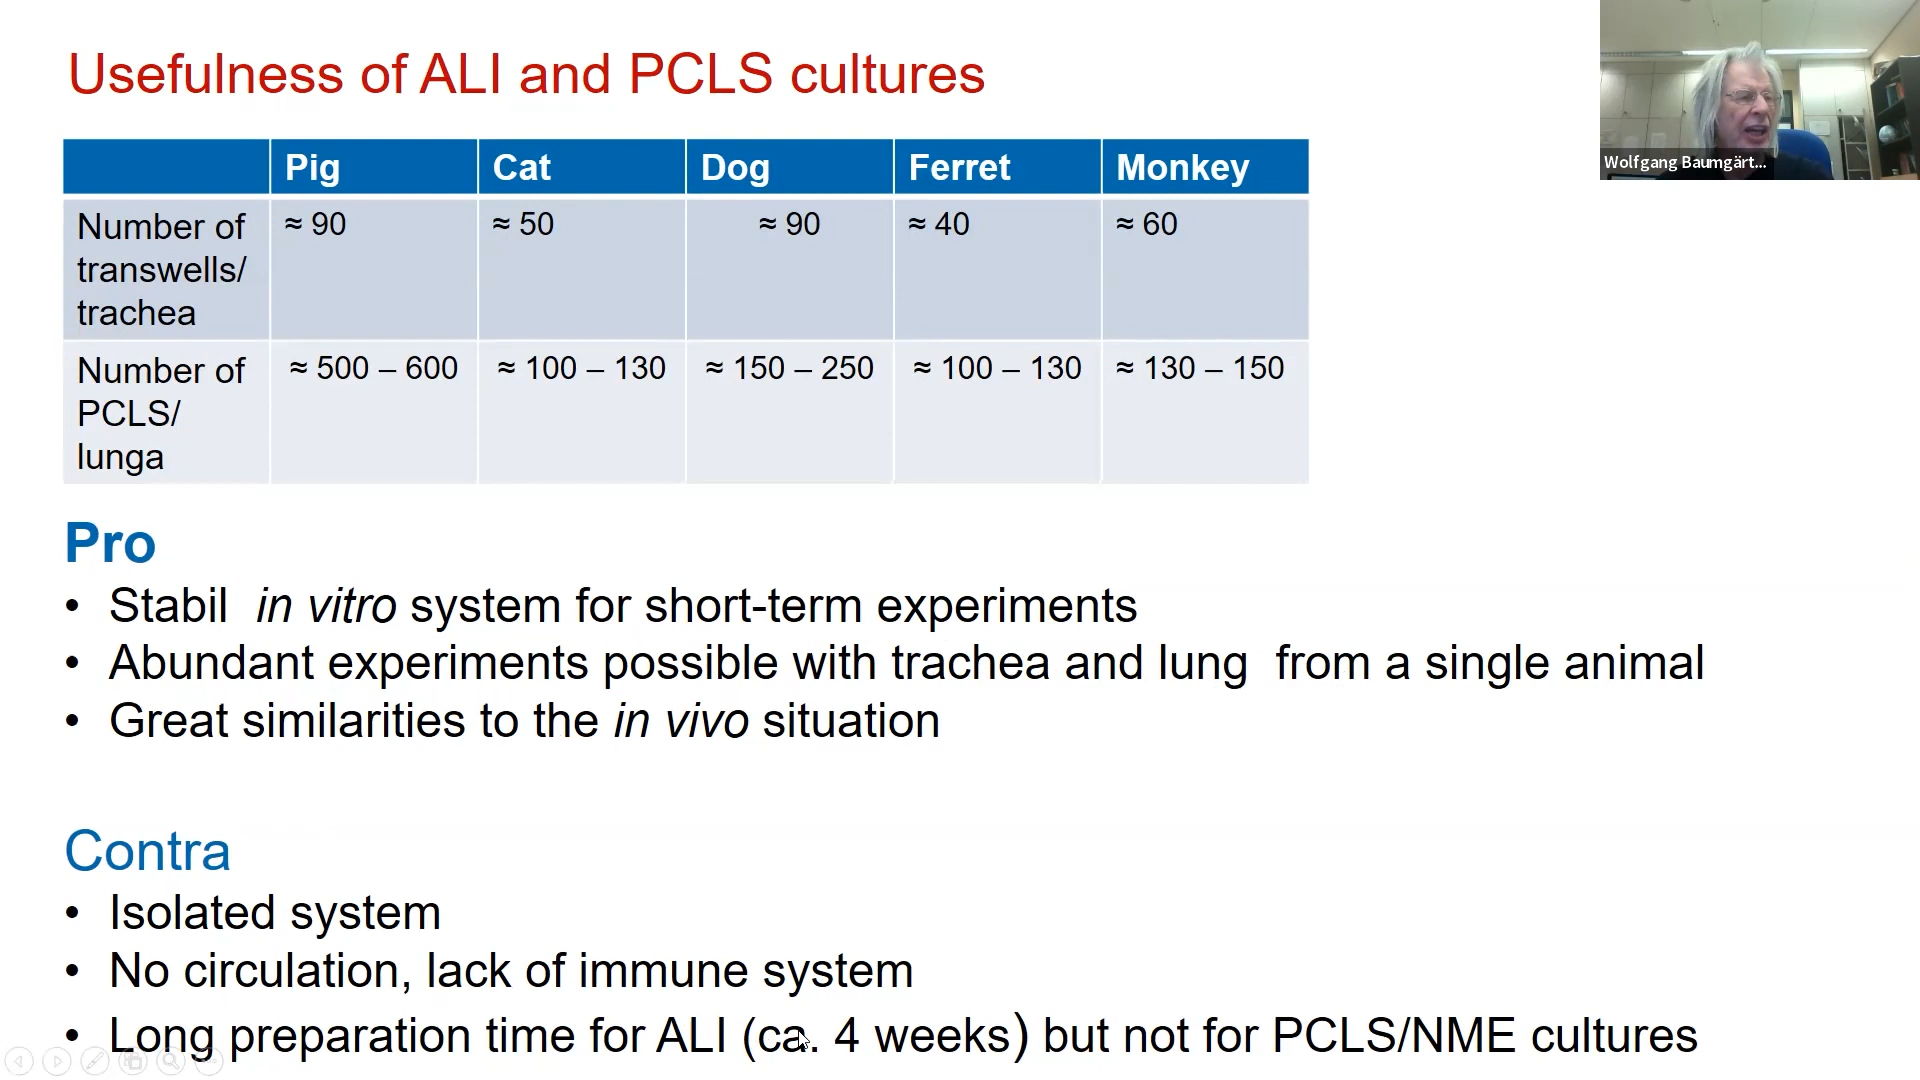 Usefulness of ALI and PCLS cultures
Wolfgang Baumgärt...
Pig Cat Dog Ferret Monkey
Number of transwells/ trachea ≈ 90 ≈ 50 ≈ 90 ≈ 40 ≈ 60
Number of PCLS/ lunga ≈ 500 – 600 ≈ 100 – 130 ≈ 150 – 250 ≈ 100 – 130 ≈ 130 – 150
Pro
• Stabil in vitro system for short-term experiments
• Abundant experiments possible with trachea and lung from a single animal
• Great similarities to the in vivo situation
Contra
• Isolated system
• No circulation, lack of immune system
• Long preparation time for ALI (ca. 4 weeks) but not for PCLS/NME cultures